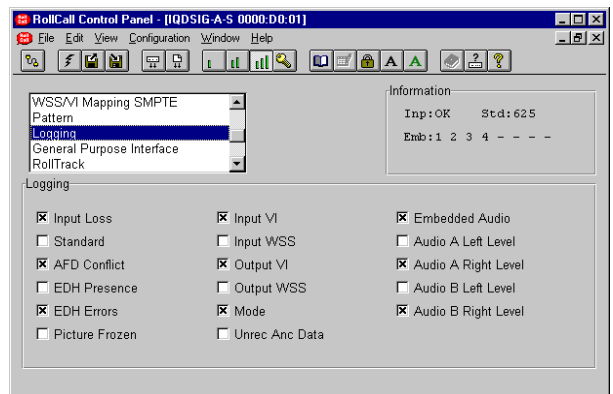 RollCall Control Panel - [IQDSIG-A-S 0000:D0:01]
File Edit View Configuration Window Help
A A
WSS/VI Mapping SMPTE
Pattern
Logging
General Purpose Interface
RollTrack
Information
Inp:OK Std:625
Emb:1 2 3 4 - - - -
Logging
Input Loss Input VI Embedded Audio
Standard Input WSS Audio A Left Level
AFD Conflict Output VI Audio A Right Level
EDH Presence Output WSS Audio B Left Level
EDH Errors Mode Audio B Right Level
Picture Frozen Unrec Anc Data